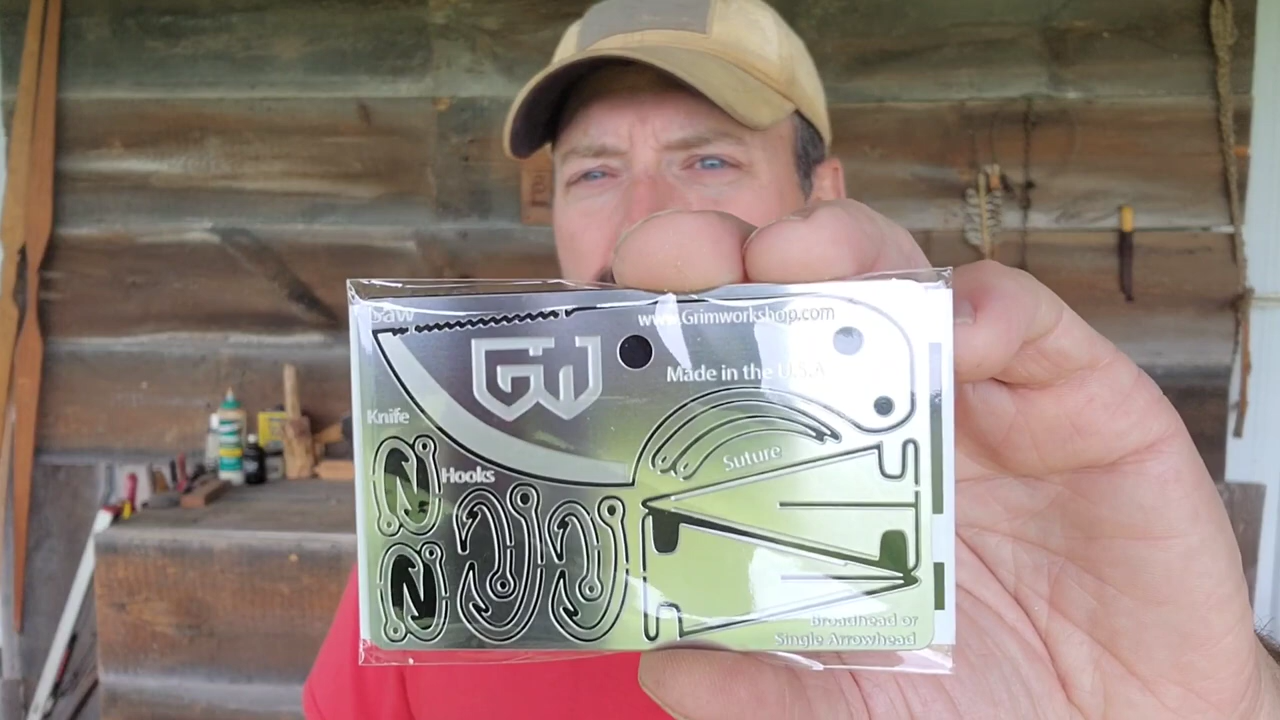 Saw
www.Grimworkshop.com
GW
Made in the U.S.A
Knife
Suture
Hooks
Broadhead or
Single Arrowhead